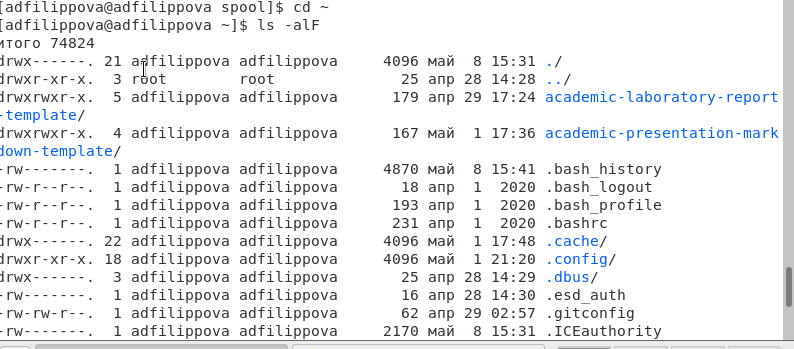 [adfilippova@adfilippova spool]$ cd ~
[adfilippova@adfilippova ~]$ ls -alF
итого 74824
drwx------. 21 adfilippova adfilippova     4096 май  8 15:31 ./
drwxr-xr-x.  3 root        root              25 апр 28 14:28 ../
drwxrwxr-x.  5 adfilippova adfilippova      179 апр 29 17:24 academic-laboratory-report
-template/
drwxrwxr-x.  4 adfilippova adfilippova      167 май  1 17:36 academic-presentation-mark
down-template/
-rw-------.  1 adfilippova adfilippova     4870 май  8 15:41 .bash_history
-rw-r--r--.  1 adfilippova adfilippova       18 апр  1  2020 .bash_logout
-rw-r--r--.  1 adfilippova adfilippova      193 апр  1  2020 .bash_profile
-rw-r--r--.  1 adfilippova adfilippova      231 апр  1  2020 .bashrc
drwx------. 22 adfilippova adfilippova     4096 май  1 17:48 .cache/
drwxr-xr-x. 18 adfilippova adfilippova     4096 май  1 21:20 .config/
drwx------.  3 adfilippova adfilippova       25 апр 28 14:29 .dbus/
-rw-------.  1 adfilippova adfilippova       16 апр 28 14:30 .esd_auth
-rw-rw-r--.  1 adfilippova adfilippova       62 апр 29 02:57 .gitconfig
-rw-------.  1 adfilippova adfilippova     2170 май  8 15:31 .ICEauthority